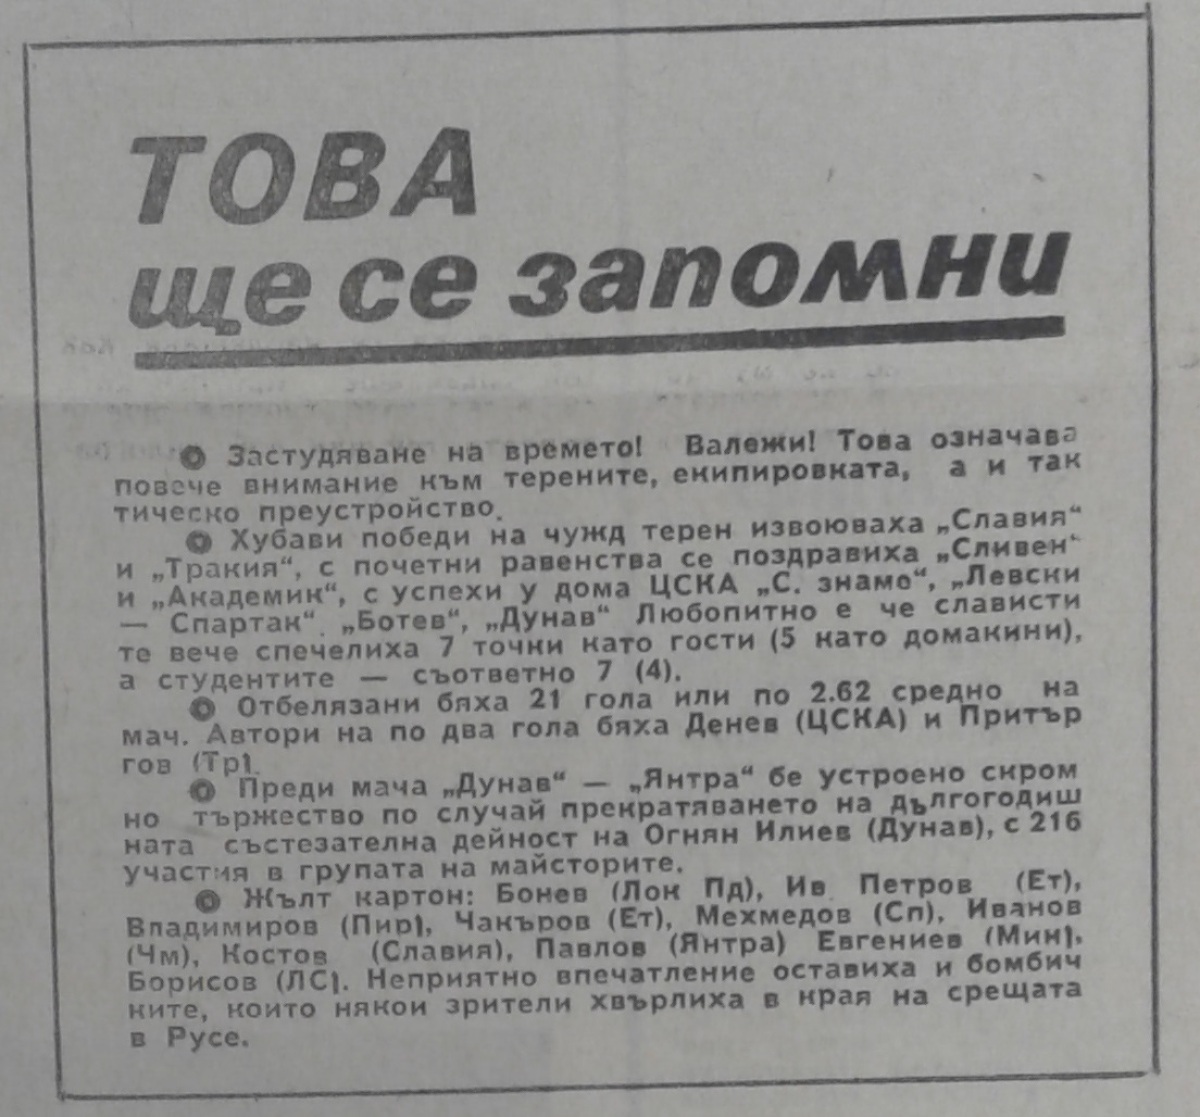 ТОВА
ще се запомни
Застудяване на времето! Валежи! Това означава
повече внимание към терените, екипировката, а и так
тическо преустройство.
Хубави победи на чужд терен извоюваха „Славия“
и „Тракия“, с почетни равенства се поздравиха „Сливен“
и „Академик“, с успехи у дома ЦСКА „С. знаме“, „Левски
— Спартак“. „Ботев“, „Дунав“ Любопитно е че слависти
те вече спечелиха 7 точки като гости (5 като домакини),
а студентите — съответно 7 (4).
Отбелязани бяха 21 гола или по 2.62 средно на
мач. Автори на по два гола бяха Денев (ЦСКА) и Притър
гов (Тр).
Преди мача „Дунав“ — „Янтра“ бе устроено скром
но тържество по случай прекратяването на дългогодиш
ната състезателна дейност на Огнян Илиев (Дунав), с 216
участия в групата на майсторите.
Жълт картон: Бонев (Лок Пд), Ив Петров (Ет),
Владимиров (Пир), Чакъров (Ет), Мехмедов (Сп), Иванов
(Чм), Костов (Славия), Павлов (Янтра) Евгениев (Мин),
Борисов (ЛС). Неприятно впечатление оставиха и бомбич
ките, които някои зрители хвърлиха в края на срещата
в Русе.